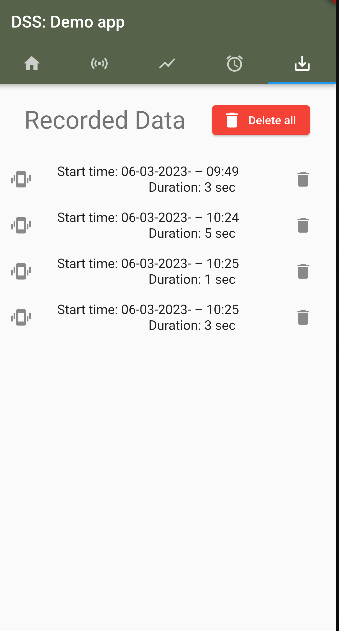 DSS: Demo app
Recorded Data
Delete all
Start time: 06-03-2023- – 09:49
Duration: 3 sec
Start time: 06-03-2023- – 10:24
Duration: 5 sec
Start time: 06-03-2023- – 10:25
Duration: 1 sec
Start time: 06-03-2023- – 10:25
Duration: 3 sec